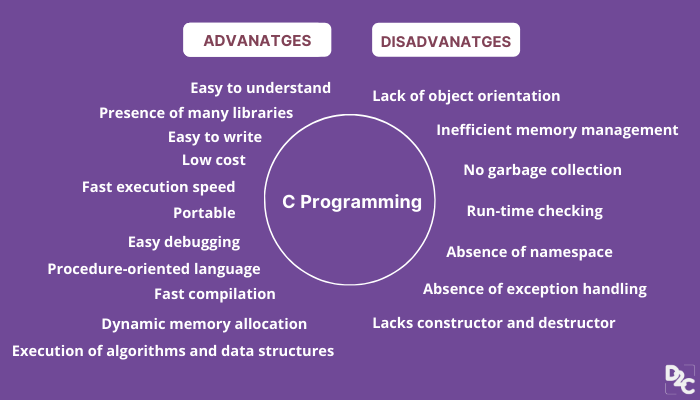 ADVANATGES
DISADVANATGES
Easy to understand
Presence of many libraries
Easy to write
Low cost
Fast execution speed
Portable
Easy debugging
Procedure-oriented language
Fast compilation
Dynamic memory allocation
Execution of algorithms and data structures
C Programming
Lack of object orientation
Inefficient memory management
No garbage collection
Run-time checking
Absence of namespace
Absence of exception handling
Lacks constructor and destructor
D2C